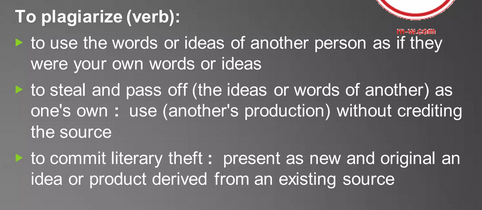 To plagiarize (verb):
to use the words or ideas of another person as if they
were your own words or ideas
to steal and pass off (the ideas or words of another) as
one's own : use (another's production) without crediting
the source
to commit literary theft : present as new and original an
idea or product derived from an existing source
m-w.com